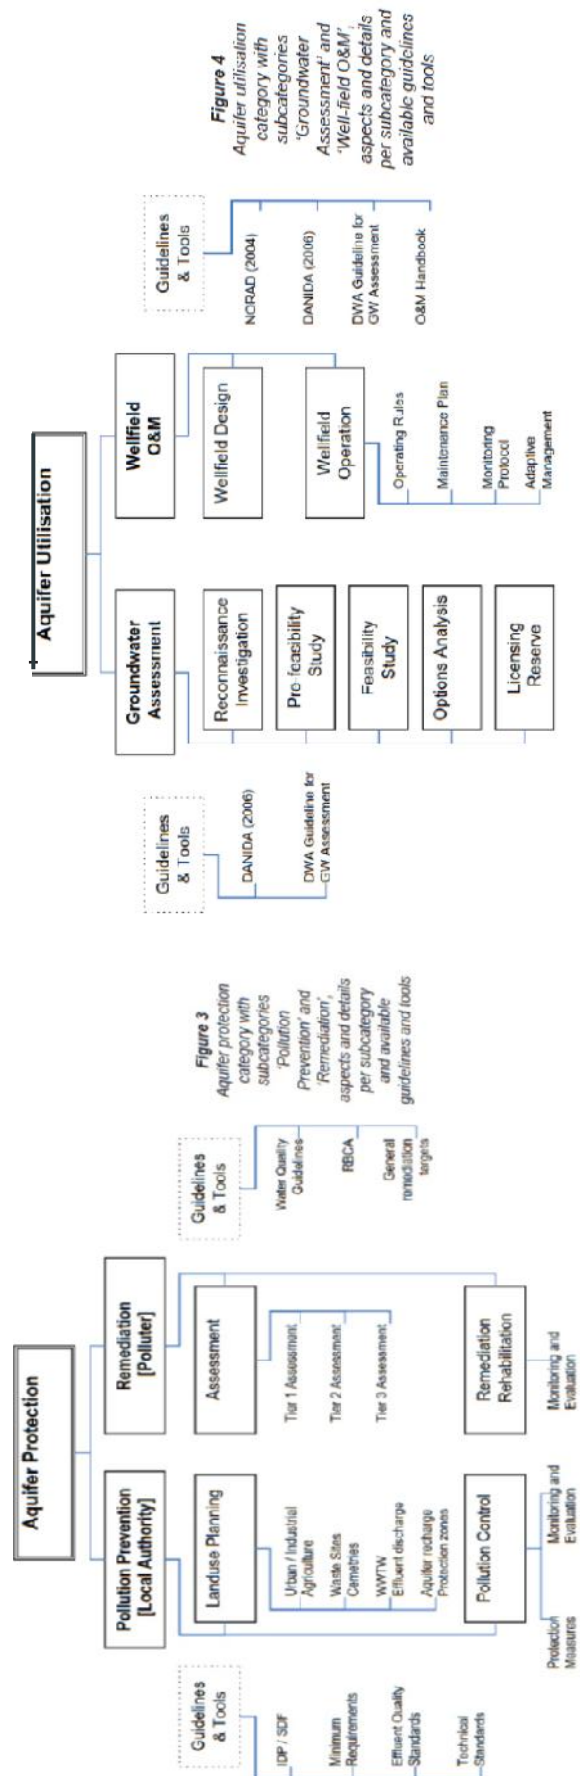 Aquifer Protection
Pollution Prevention
[Local Authority]
Remediation
[Polluter]
Guidelines
& Tools
IDP / SDF
Minimum
Requirements
Effluent Quality
Standards
Technical
Standards
Landuse Planning
Urban / Industrial
Agriculture
Waste Sites
Cemetries
WWTW
Effluent discharge
Aquifer recharge
Protection zones
Pollution Control
Protection
Measures
Monitoring and
Evaluation
Assessment
Tier 1 Assessment
Tier 2 Assessment
Tier 3 Assessment
Remediation
Rehabilitation
Monitoring and
Evaluation
Guidelines
& Tools
Water Quality
Guidelines
RBCA
General
remediation
targets
Figure 3
Aquifer protection
category with
subcategories
'Pollution
Prevention' and
'Remediation',
aspects and details
per subcategory
and available
guidelines and tools
Aquifer Utilisation
Groundwater
Assessment
Wellfield
O&M
Guidelines
& Tools
DANIDA (2006)
DWA Guideline for
GW Assessment
Reconnaissance
Investigation
Pre-feasibility
Study
Feasibility
Study
Options Analysis
Licensing
Reserve
Wellfield Design
Wellfield
Operation
Operating Rules
Maintenance Plan
Monitoring
Protocol
Adaptive
Management
Guidelines
& Tools
NORAD (2004)
DANIDA (2006)
DWA Guideline for
GW Assessment
O&M Handbook
Figure 4
Aquifer utilisation
category with
subcategories
'Groundwater
Assessment' and
'Well-field O&M',
aspects and details
per subcategory and
available guidelines
and tools